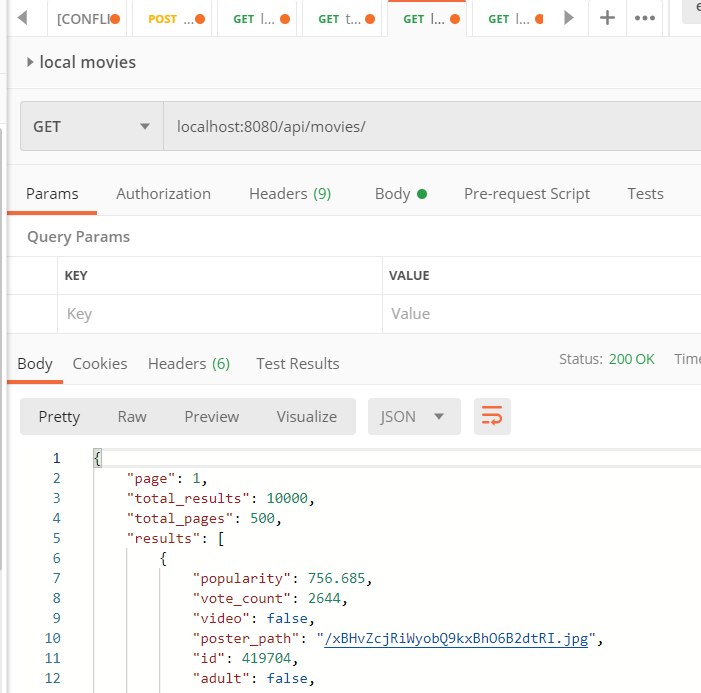 [CONFLI
POST ...
GET l...
GET t...
GET l...
GET l...
local movies
GET localhost:8080/api/movies/
Params Authorization Headers (9) Body Pre-request Script Tests
Query Params
KEY VALUE
Key Value
Body Cookies Headers (6) Test Results Status: 200 OK Time
Pretty Raw Preview Visualize JSON
1 {
2 "page": 1,
3 "total_results": 10000,
4 "total_pages": 500,
5 "results": [
6 {
7 "popularity": 756.685,
8 "vote_count": 2644,
9 "video": false,
10 "poster_path": "/xBHvZcjRiWyobQ9kxBhO6B2dtRI.jpg",
11 "id": 419704,
12 "adult": false,